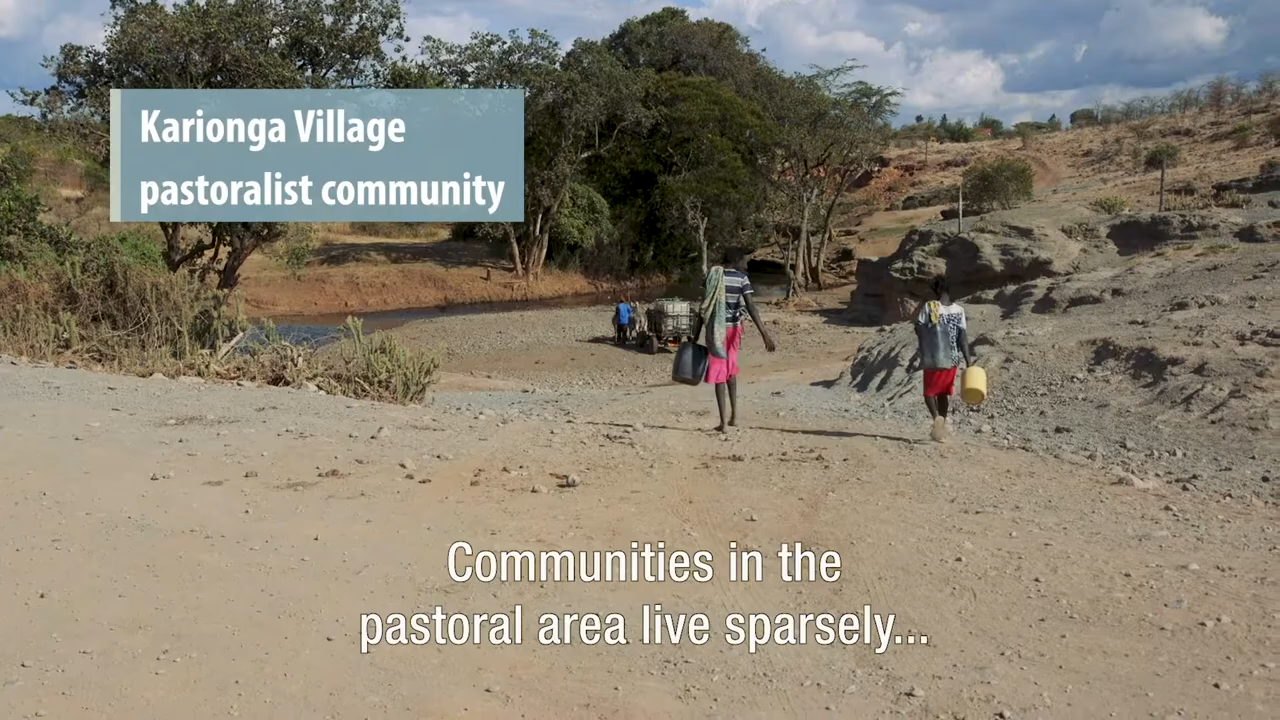 Karionga Village
pastoralist community
Communities in the
pastoral area live sparsely...